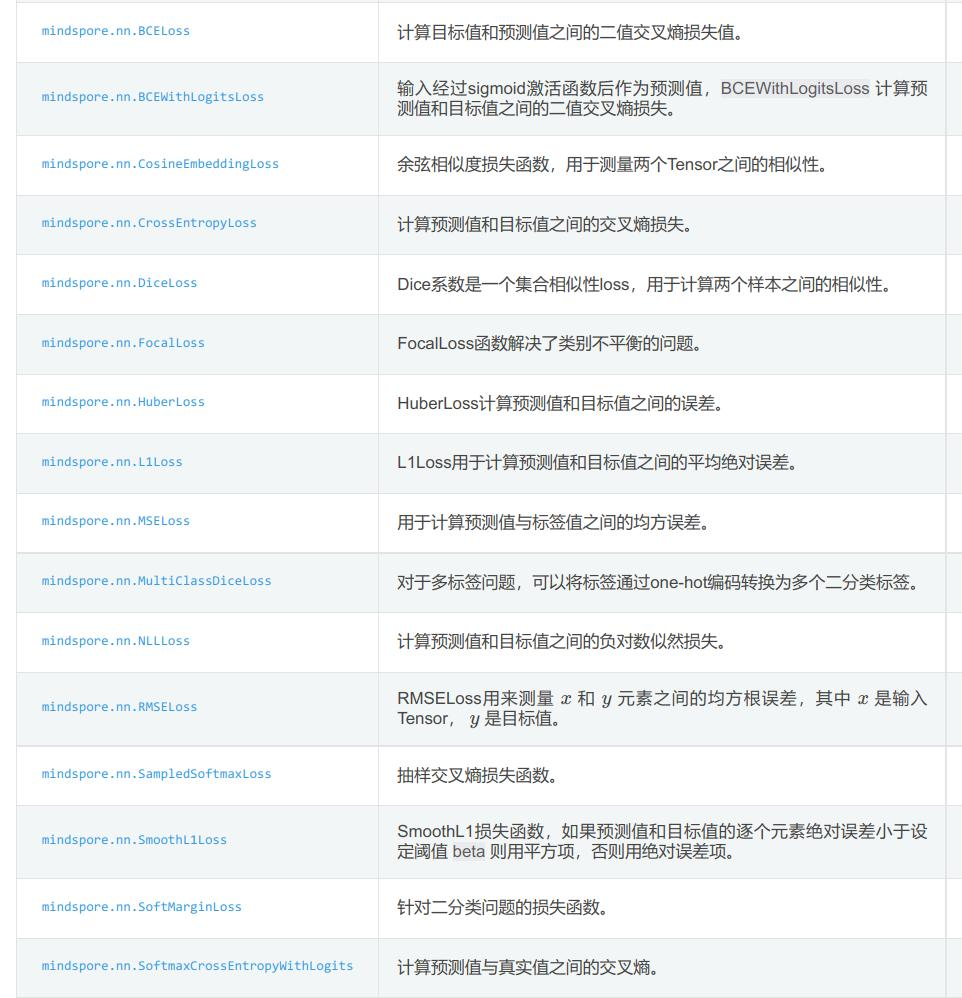 mindspore.nn.BCELoss
计算目标值和预测值之间的二值交叉熵损失值。
mindspore.nn.BCEWithLogitsLoss
输入经过sigmoid激活函数后作为预测值，BCEWithLogitsLoss 计算预
测值和目标值之间的二值交叉熵损失。
mindspore.nn.CosineEmbeddingLoss
余弦相似度损失函数，用于测量两个Tensor之间的相似性。
mindspore.nn.CrossEntropyLoss
计算预测值和目标值之间的交叉熵损失。
mindspore.nn.DiceLoss
Dice系数是一个集合相似性loss，用于计算两个样本之间的相似性。
mindspore.nn.FocalLoss
FocalLoss函数解决了类别不平衡的问题。
mindspore.nn.HuberLoss
HuberLoss计算预测值和目标值之间的误差。
mindspore.nn.L1Loss
L1Loss用于计算预测值和目标值之间的平均绝对误差。
mindspore.nn.MSELoss
用于计算预测值与标签值之间的均方误差。
mindspore.nn.MultiClassDiceLoss
对于多标签问题，可以将标签通过one-hot编码转换为多个二分类标签。
mindspore.nn.NLLLoss
计算预测值和目标值之间的负对数似然损失。
mindspore.nn.RMSELoss
RMSELoss用来测量 x 和 y 元素之间的均方根误差，其中 x 是输入
Tensor， y 是目标值。
mindspore.nn.SampledSoftmaxLoss
抽样交叉熵损失函数。
mindspore.nn.SmoothL1Loss
SmoothL1损失函数，如果预测值和目标值的逐个元素绝对误差小于设
定阈值 beta 则用平方项，否则用绝对误差项。
mindspore.nn.SoftMarginLoss
针对二分类问题的损失函数。
mindspore.nn.SoftmaxCrossEntropyWithLogits
计算预测值与真实值之间的交叉熵。